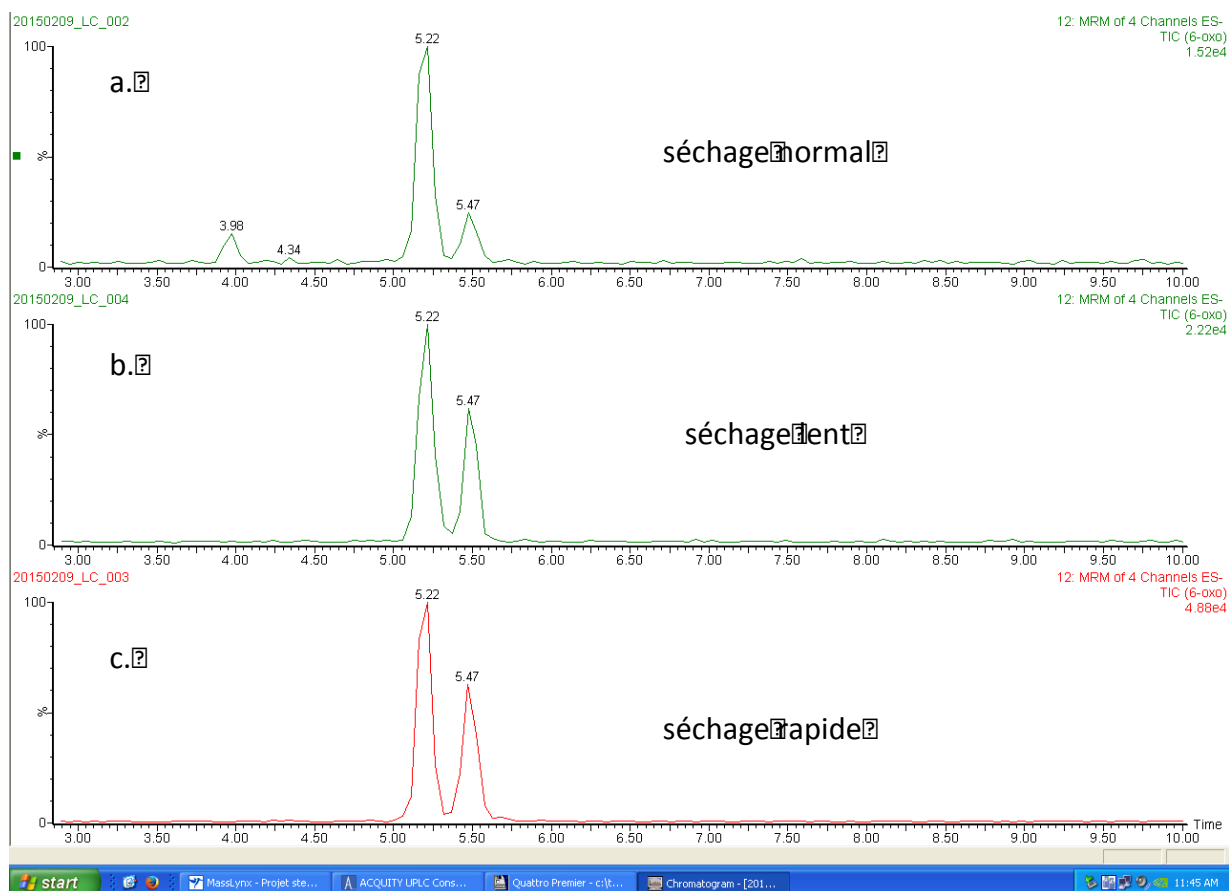 20150209_LC_002
12: MRM of 4 Channels ES-
TIC (6-oxo)
1.52e4
100
%
0
a.⍰
séchage⍰normal⍰
3.98
4.34
5.22
5.47
3.00 3.50 4.00 4.50 5.00 5.50 6.00 6.50 7.00 7.50 8.00 8.50 9.00 9.50 10.00
20150209_LC_004
12: MRM of 4 Channels ES-
TIC (6-oxo)
2.22e4
100
%
0
b.⍰
séchage⍰lent⍰
5.22
5.47
3.00 3.50 4.00 4.50 5.00 5.50 6.00 6.50 7.00 7.50 8.00 8.50 9.00 9.50 10.00
20150209_LC_003
12: MRM of 4 Channels ES-
TIC (6-oxo)
4.88e4
100
%
0
c.⍰
séchage⍰rapide⍰
5.22
5.47
Time
3.00 3.50 4.00 4.50 5.00 5.50 6.00 6.50 7.00 7.50 8.00 8.50 9.00 9.50 10.00
start
MassLynx - Projet ste...
ACQUITY UPLC Cons...
Quattro Premier - c:\t...
Chromatogram - [201...
11:45 AM